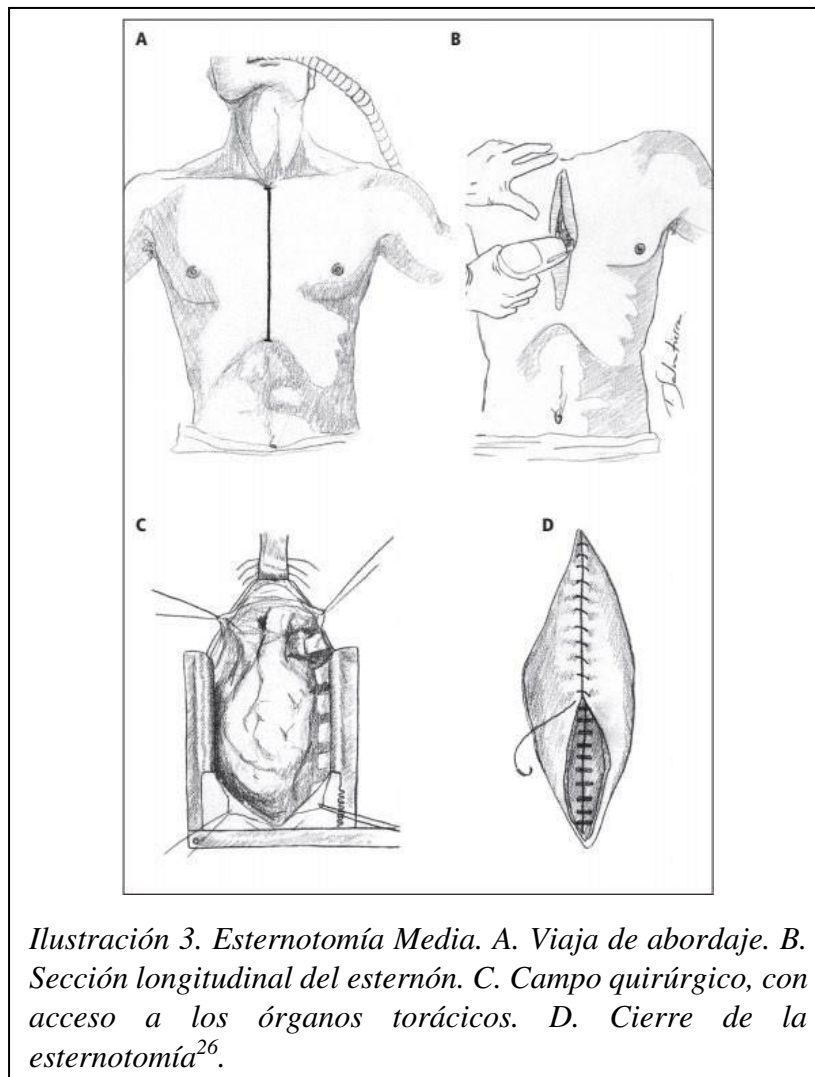 A
B
C
D
Ilustración 3. Esternotomía Media. A. Viaja de abordaje. B.
Sección longitudinal del esternón. C. Campo quirúrgico, con
acceso a los órganos torácicos. D. Cierre de la
esternotomía26.